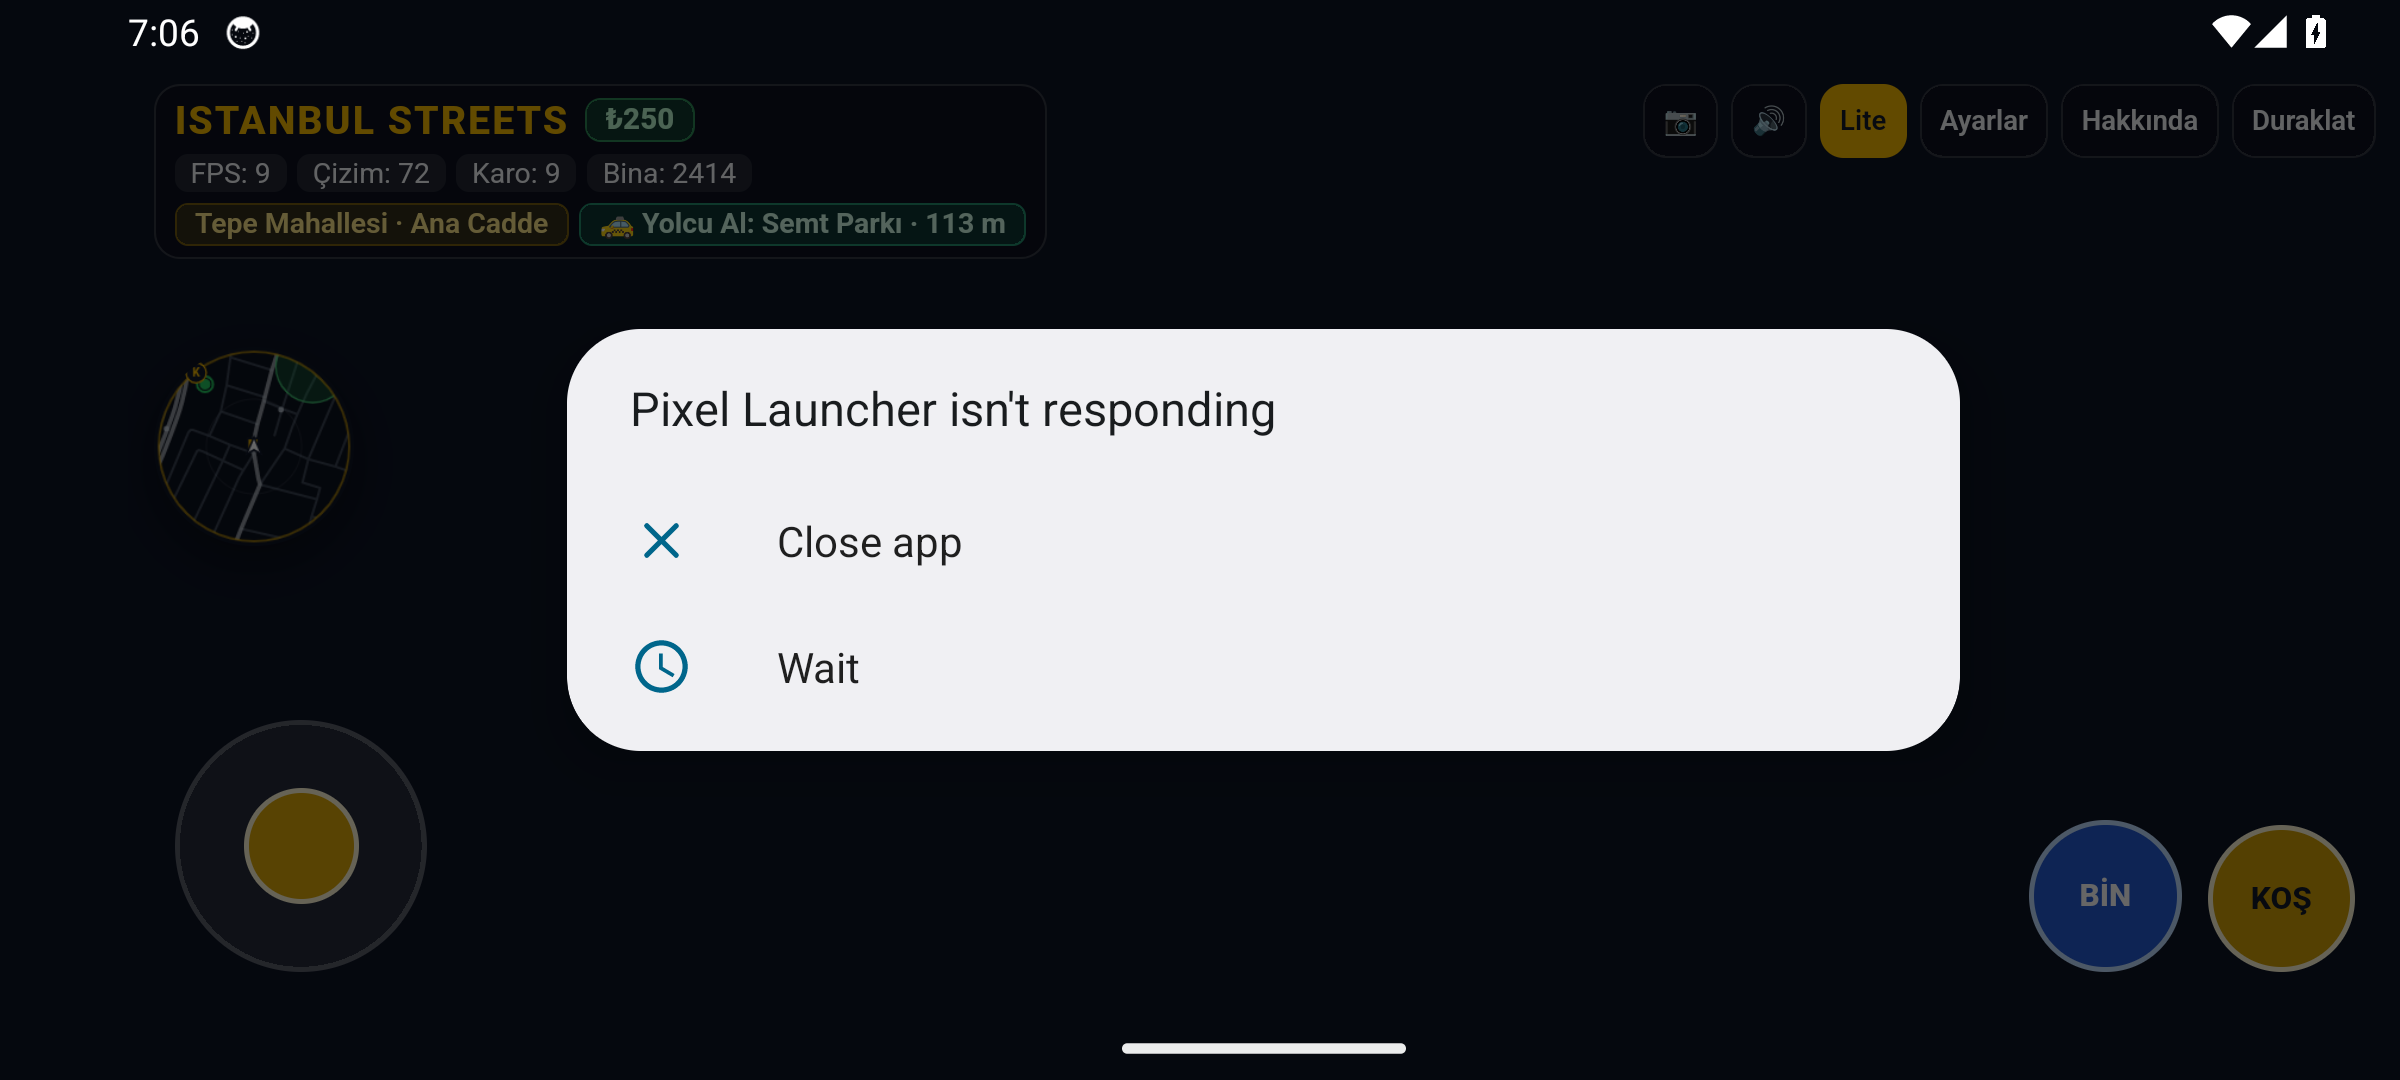 7:06
ISTANBUL STREETS ₺250
FPS: 9 Çizim: 72 Karo: 9 Bina: 2414
Tepe Mahallesi · Ana Cadde 🚕 Yolcu Al: Semt Parkı · 113 m
📷 🔊 Lite Ayarlar Hakkında Duraklat
K
Pixel Launcher isn't responding
Close app
Wait
BİN KOŞ